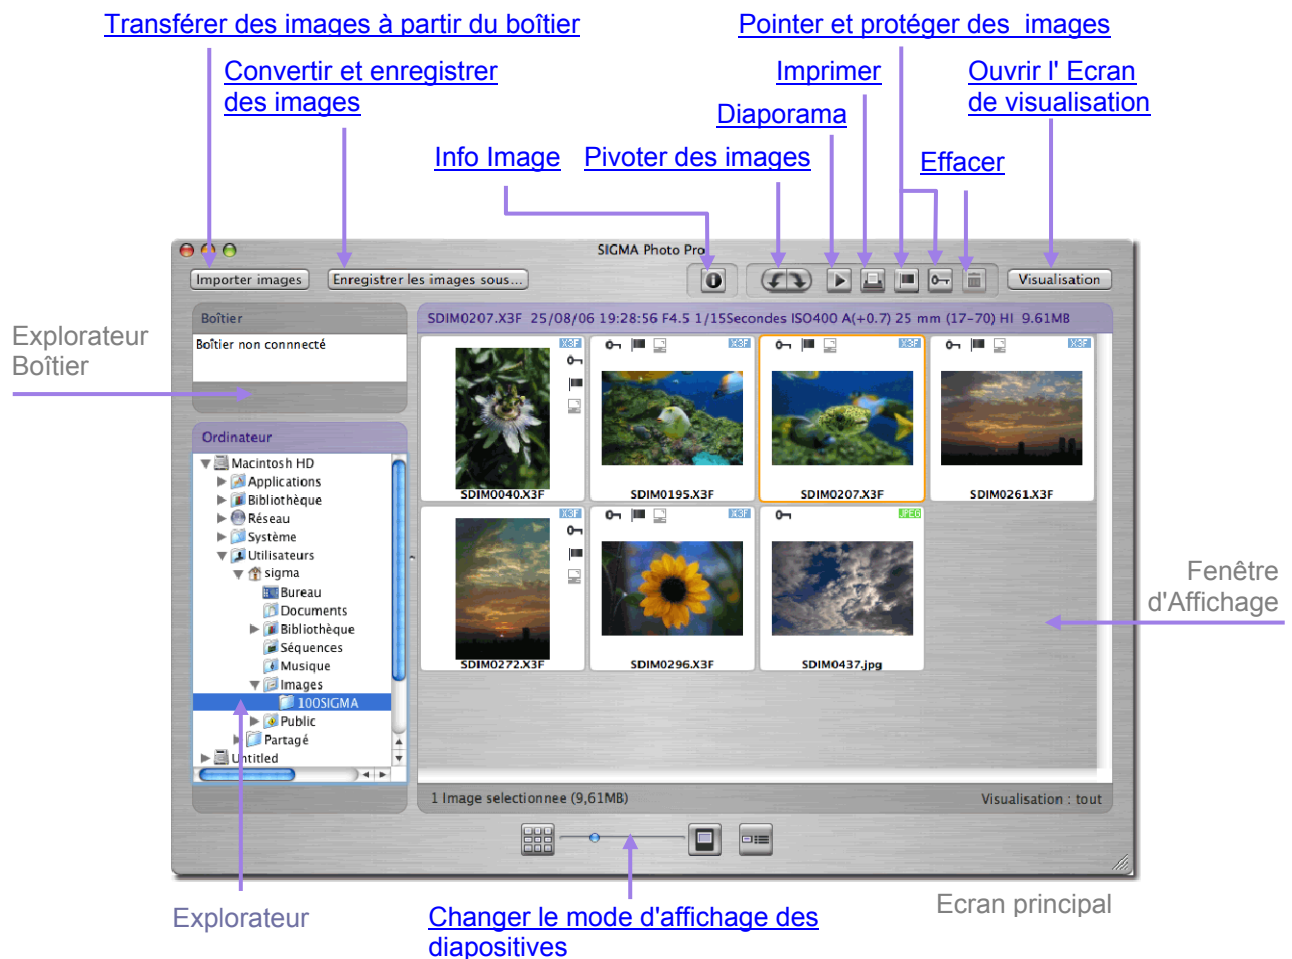 Transférer des images à partir du boîtier
Pointer et protéger des images
Convertir et enregistrer
des images
Imprimer
Ouvrir l' Ecran
de visualisation
Diaporama
Info Image
Pivoter des images
Effacer
SIGMA Photo Pro
Importer images
Enregistrer les images sous...
Visualisation
Explorateur
Boîtier
Boîtier
SDIM0207.X3F 25/08/06 19:28:56 F4.5 1/15Secondes ISO400 A(+0.7) 25 mm (17-70) HI 9.61MB
Boîtier non connnecté
X3F
X3F
X3F
X3F
SDIM0040.X3F
SDIM0195.X3F
SDIM0207.X3F
SDIM0261.X3F
Ordinateur
Macintosh HD
Applications
Bibliothèque
Réseau
Système
Utilisateurs
sigma
Bureau
Documents
Bibliothèque
Séquences
Musique
Images
100SIGMA
Public
Partagé
Untitled
X3F
X3F
JPEG
SDIM0272.X3F
SDIM0296.X3F
SDIM0437.jpg
Fenêtre
d'Affichage
1 Image selectionnee (9,61MB)
Visualisation : tout
Explorateur
Changer le mode d'affichage des
diapositives
Ecran principal